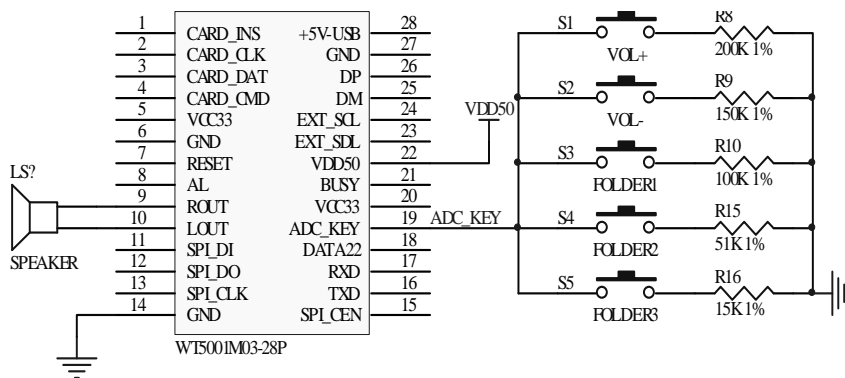 1 CARD_INS +5V-USB 28
2 CARD_CLK GND 27
3 CARD_DAT DP 26
4 CARD_CMD DM 25
5 VCC33 EXT_SCL 24
6 GND EXT_SDL 23
7 RESET VDD50 22
8 AL BUSY 21
9 ROUT VCC33 20
10 LOUT ADC_KEY 19
11 SPI_DI DATA22 18
12 SPI_DO RXD 17
13 SPI_CLK TXD 16
14 GND SPI_CEN 15
WT5001M03-28P
LS?
SPEAKER
VDD50
ADC_KEY
S1 VOL+ R8 200K 1%
S2 VOL- R9 150K 1%
S3 FOLDER1 R10 100K 1%
S4 FOLDER2 R15 51K 1%
S5 FOLDER3 R16 15K 1%